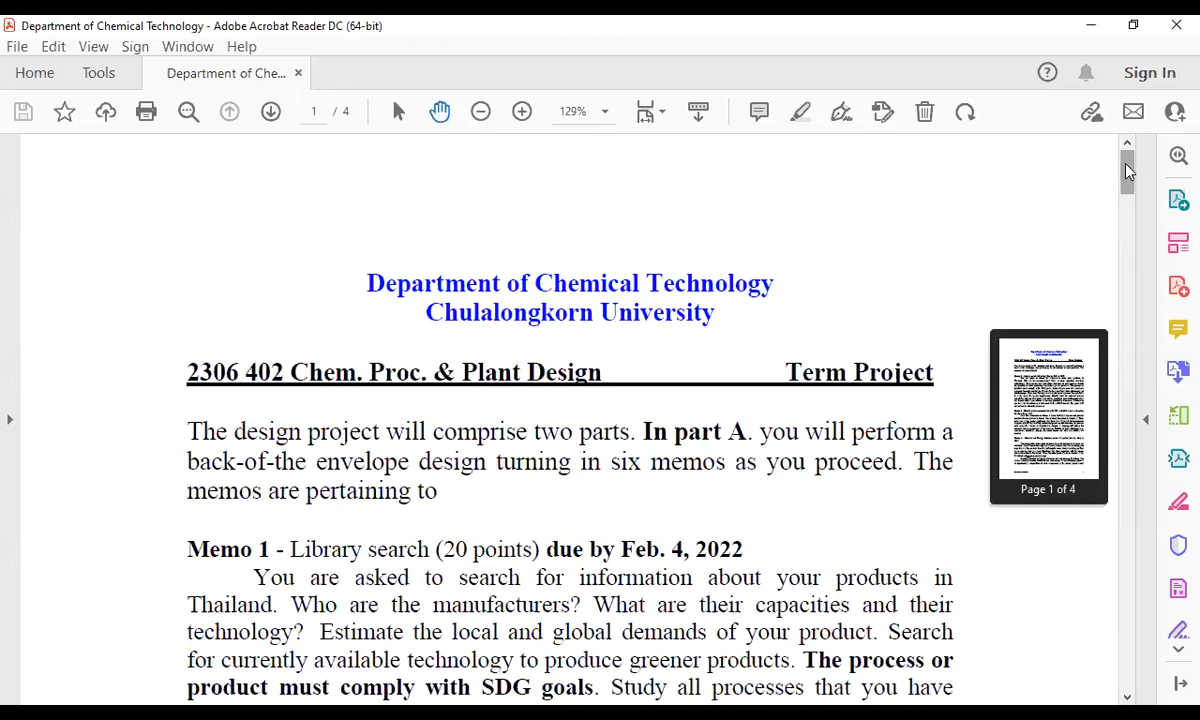 Department of Chemical Technology - Adobe Acrobat Reader DC (64-bit)
File Edit View Sign Window Help
Home Tools Department of Che... ×
Sign In
1 / 4
129%
Department of Chemical Technology
Chulalongkorn University
2306 402 Chem. Proc. & Plant Design Term Project
The design project will comprise two parts. In part A. you will perform a
back-of-the envelope design turning in six memos as you proceed. The
memos are pertaining to
Page 1 of 4
Memo 1 - Library search (20 points) due by Feb. 4, 2022
You are asked to search for information about your products in
Thailand. Who are the manufacturers? What are their capacities and their
technology? Estimate the local and global demands of your product. Search
for currently available technology to produce greener products. The process or
product must comply with SDG goals. Study all processes that you have